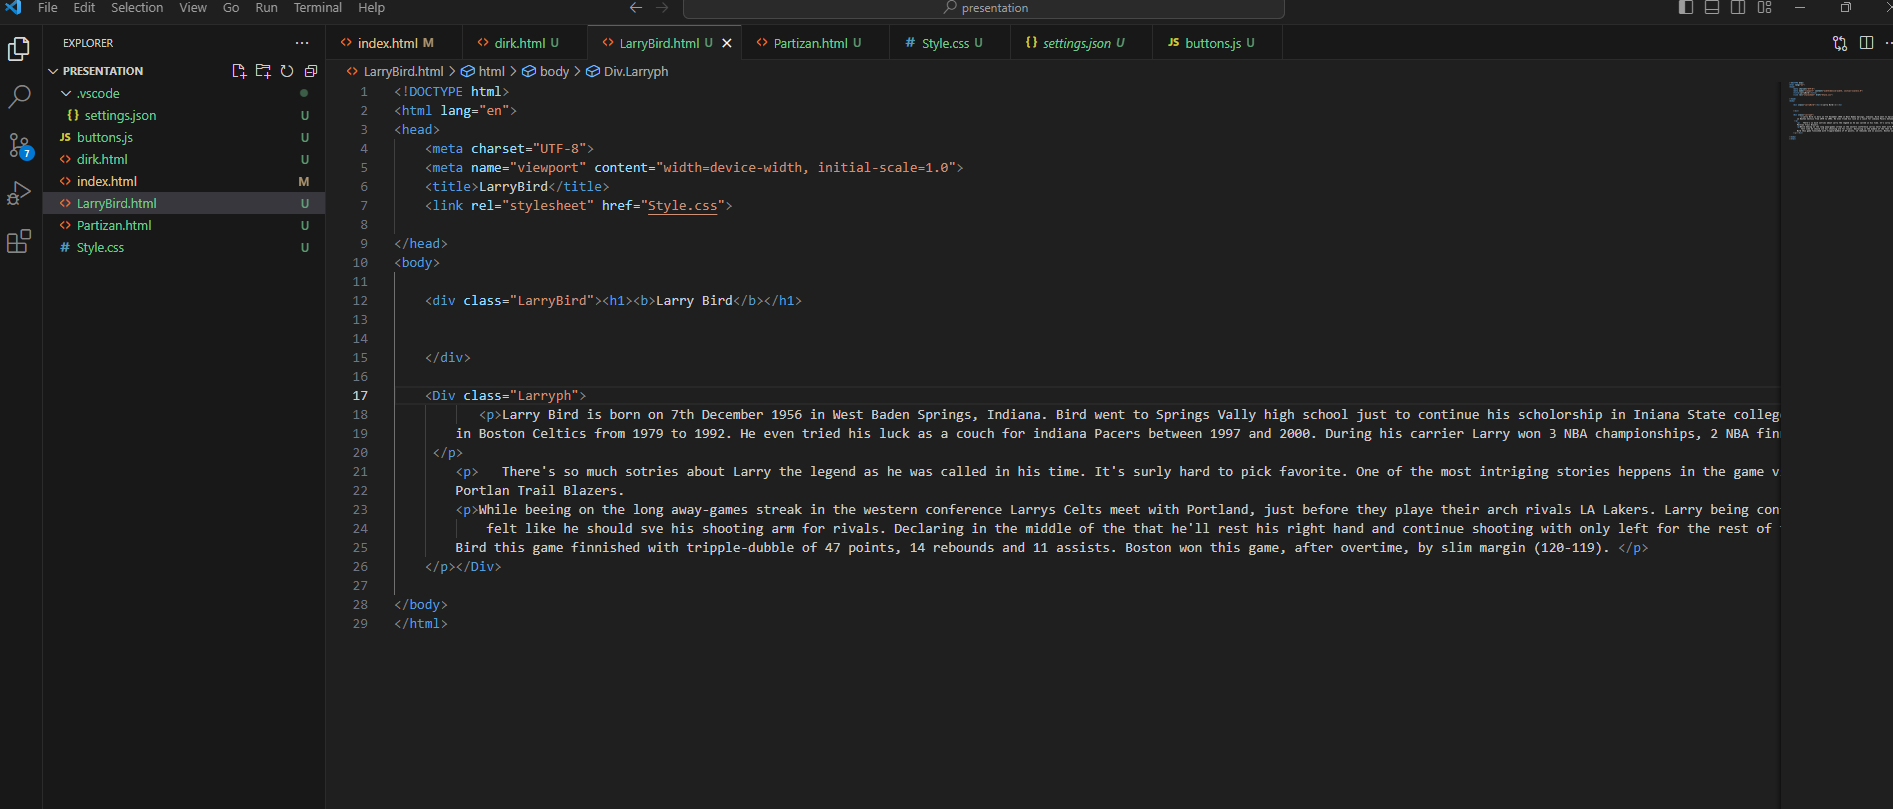 File Edit Selection View Go Run Terminal Help
presentation
EXPLORER
index.html M
dirk.html U
LarryBird.html U
Partizan.html U
Style.css U
settings.json U
buttons.js U
PRESENTATION
.vscode
settings.json U
buttons.js U
dirk.html U
index.html M
LarryBird.html U
Partizan.html U
Style.css U
7
LarryBird.html > html > body > Div.Larryph
1 <!DOCTYPE html>
2 <html lang="en">
3 <head>
4 <meta charset="UTF-8">
5 <meta name="viewport" content="width=device-width, initial-scale=1.0">
6 <title>LarryBird</title>
7 <link rel="stylesheet" href="Style.css">
8
9 </head>
10 <body>
11
12 <div class="LarryBird"><h1><b>Larry Bird</b></h1>
13
14
15 </div>
16
17 <Div class="Larryph">
18 <p>Larry Bird is born on 7th December 1956 in West Baden Springs, Indiana. Bird went to Springs Vally high school just to continue his scholorship in Iniana State colleg
19 in Boston Celtics from 1979 to 1992. He even tried his luck as a couch for indiana Pacers between 1997 and 2000. During his carrier Larry won 3 NBA championships, 2 NBA fin
20 </p>
21 <p> There's so much sotries about Larry the legend as he was called in his time. It's surly hard to pick favorite. One of the most intriging stories heppens in the game v
22 Portlan Trail Blazers.
23 <p>While beeing on the long away-games streak in the western conference Larrys Celts meet with Portland, just before they playe their arch rivals LA Lakers. Larry being con
24 felt like he should sve his shooting arm for rivals. Declaring in the middle of the that he'll rest his right hand and continue shooting with only left for the rest of
25 Bird this game finnished with tripple-dubble of 47 points, 14 rebounds and 11 assists. Boston won this game, after overtime, by slim margin (120-119). </p>
26 </p></Div>
27
28 </body>
29 </html>